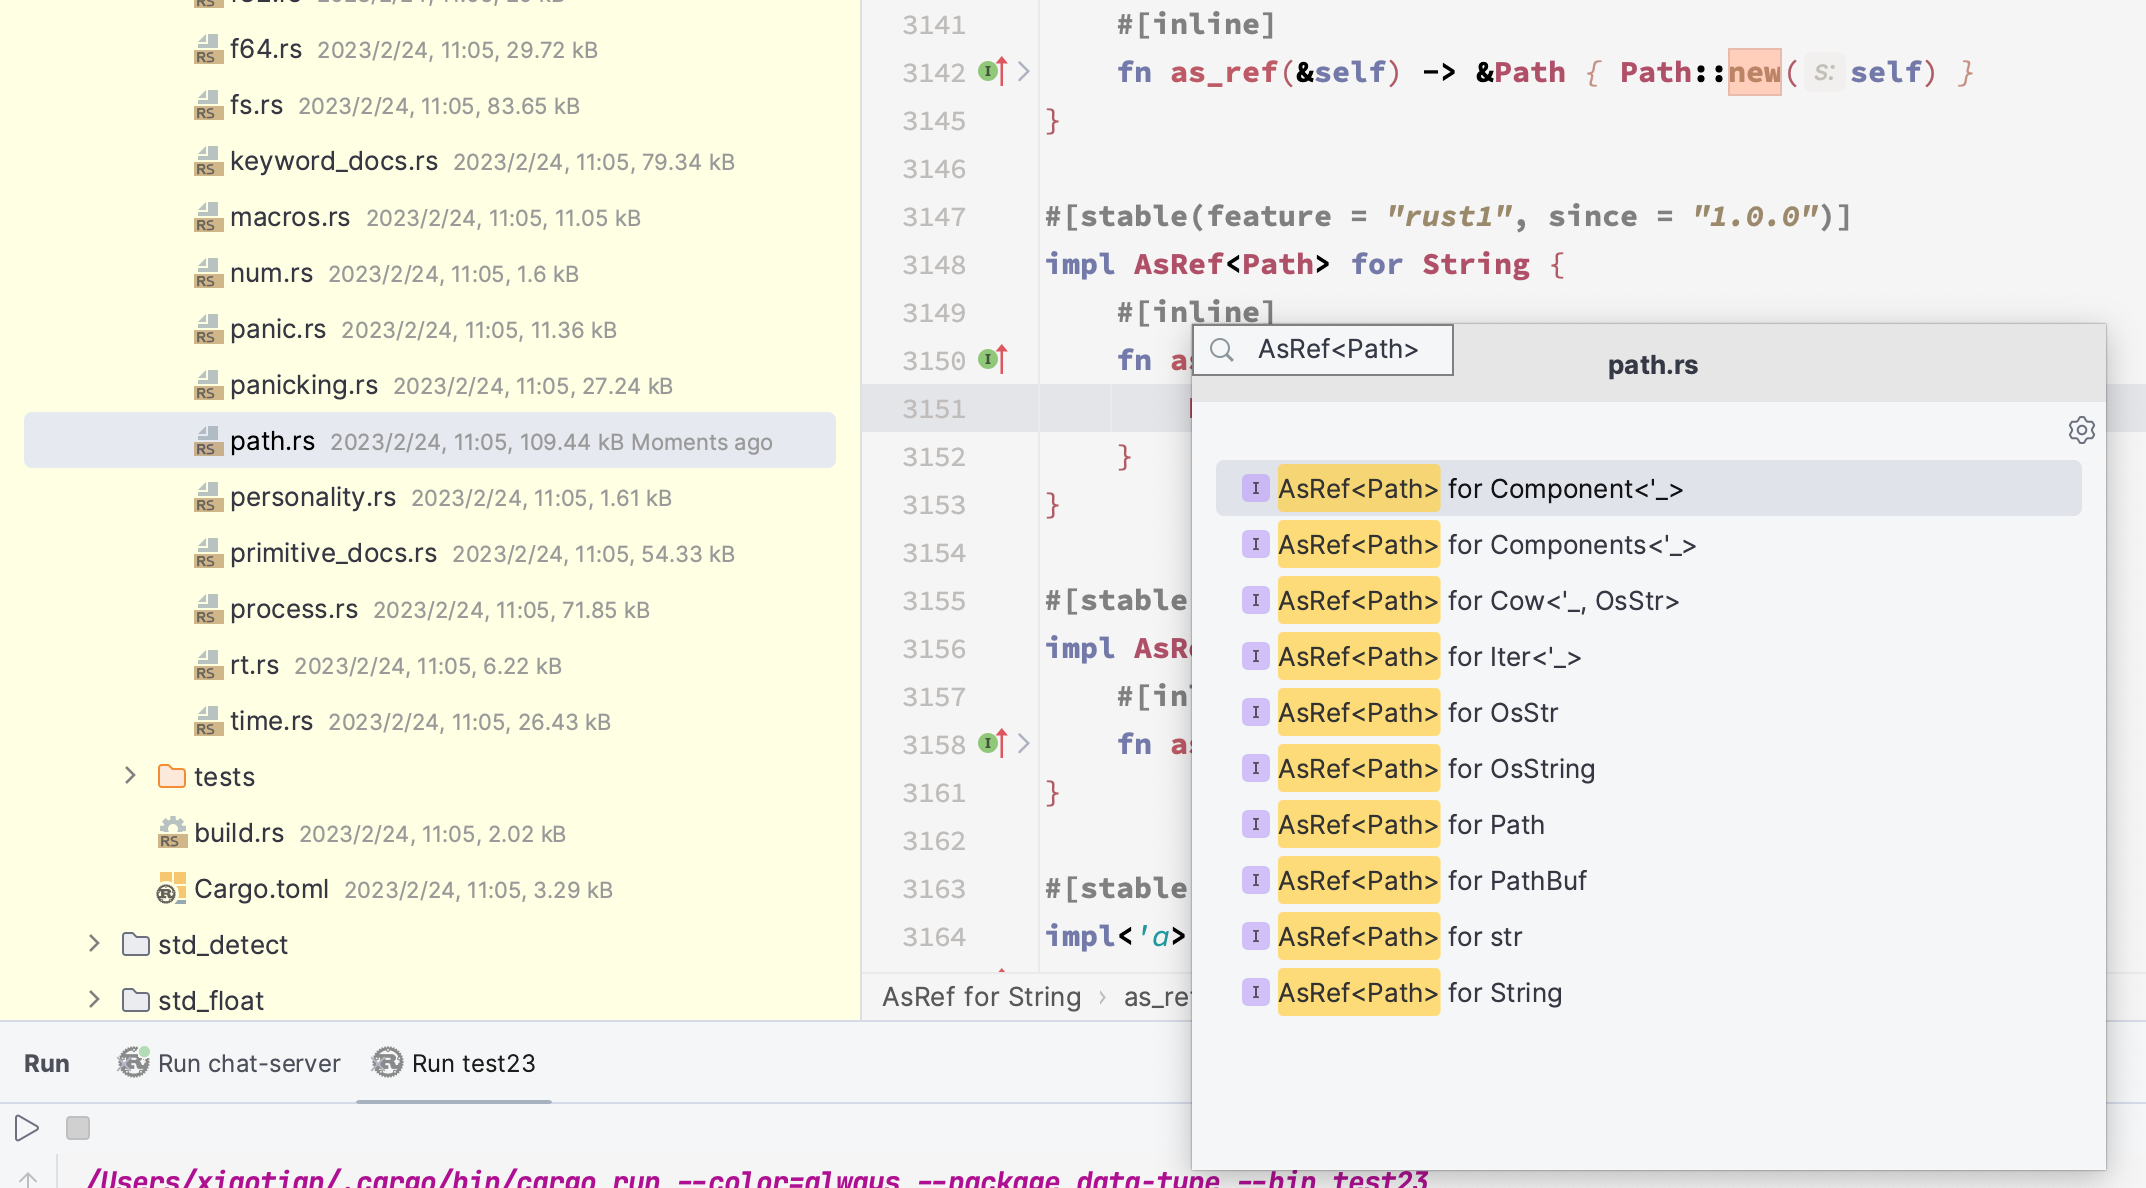 f64.rs 2023/2/24, 11:05, 29.72 kB
fs.rs 2023/2/24, 11:05, 83.65 kB
keyword_docs.rs 2023/2/24, 11:05, 79.34 kB
macros.rs 2023/2/24, 11:05, 11.05 kB
num.rs 2023/2/24, 11:05, 1.6 kB
panic.rs 2023/2/24, 11:05, 11.36 kB
panicking.rs 2023/2/24, 11:05, 27.24 kB
path.rs 2023/2/24, 11:05, 109.44 kB Moments ago
personality.rs 2023/2/24, 11:05, 1.61 kB
primitive_docs.rs 2023/2/24, 11:05, 54.33 kB
process.rs 2023/2/24, 11:05, 71.85 kB
rt.rs 2023/2/24, 11:05, 6.22 kB
time.rs 2023/2/24, 11:05, 26.43 kB
tests
build.rs 2023/2/24, 11:05, 2.02 kB
Cargo.toml 2023/2/24, 11:05, 3.29 kB
std_detect
std_float
3141 #[inline]
3142 fn as_ref(&self) -> &Path { Path::new( s: self) }
3145 }
3146
3147 #[stable(feature = "rust1", since = "1.0.0")]
3148 impl AsRef<Path> for String {
3149 #[inline]
3150 fn as
3151
3152 }
3153 }
3154
3155 #[stable
3156 impl AsR
3157 #[in
3158 fn as
3161 }
3162
3163 #[stable
3164 impl<'a>
AsRef for String › as_ref
AsRef<Path>
path.rs
AsRef<Path> for Component<'_>
AsRef<Path> for Components<'_>
AsRef<Path> for Cow<'_, OsStr>
AsRef<Path> for Iter<'_>
AsRef<Path> for OsStr
AsRef<Path> for OsString
AsRef<Path> for Path
AsRef<Path> for PathBuf
AsRef<Path> for str
AsRef<Path> for String
Run Run chat-server Run test23
/Users/xiaotian/.cargo/bin/cargo run --color=always --package data-type --bin test23